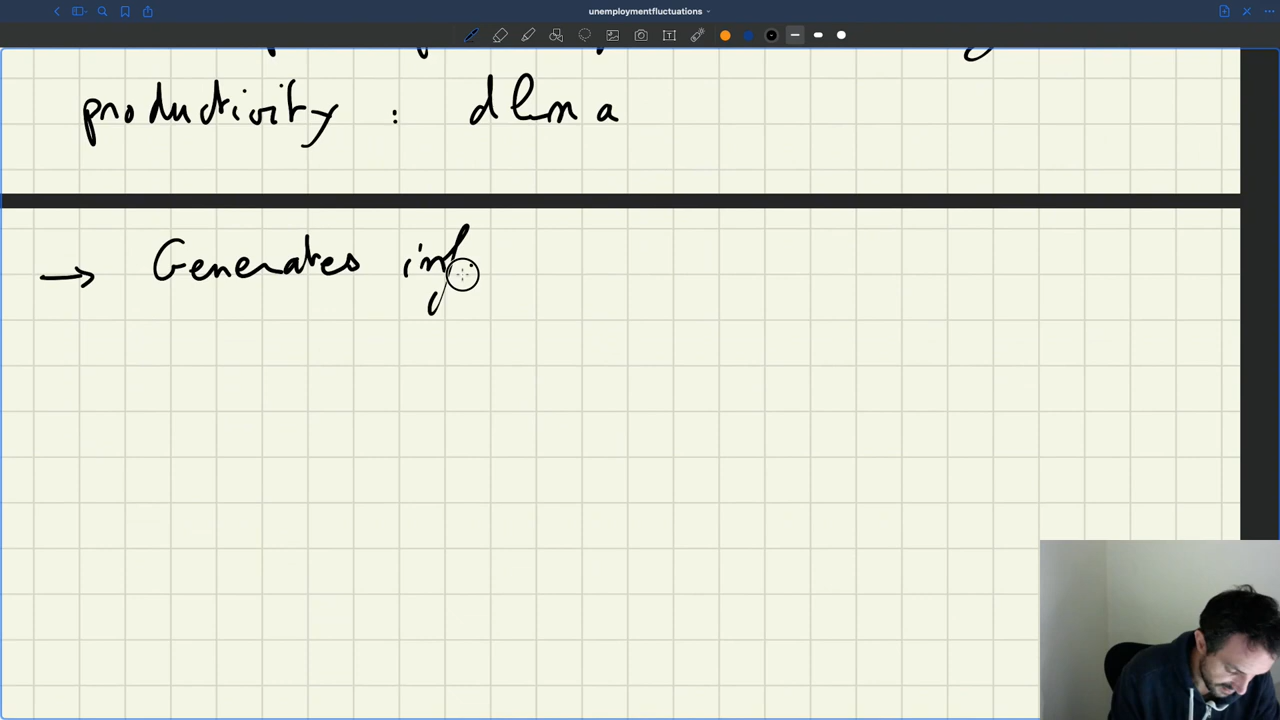 unemploymentfluctuations
productivity : d ln a
→ Generates inf